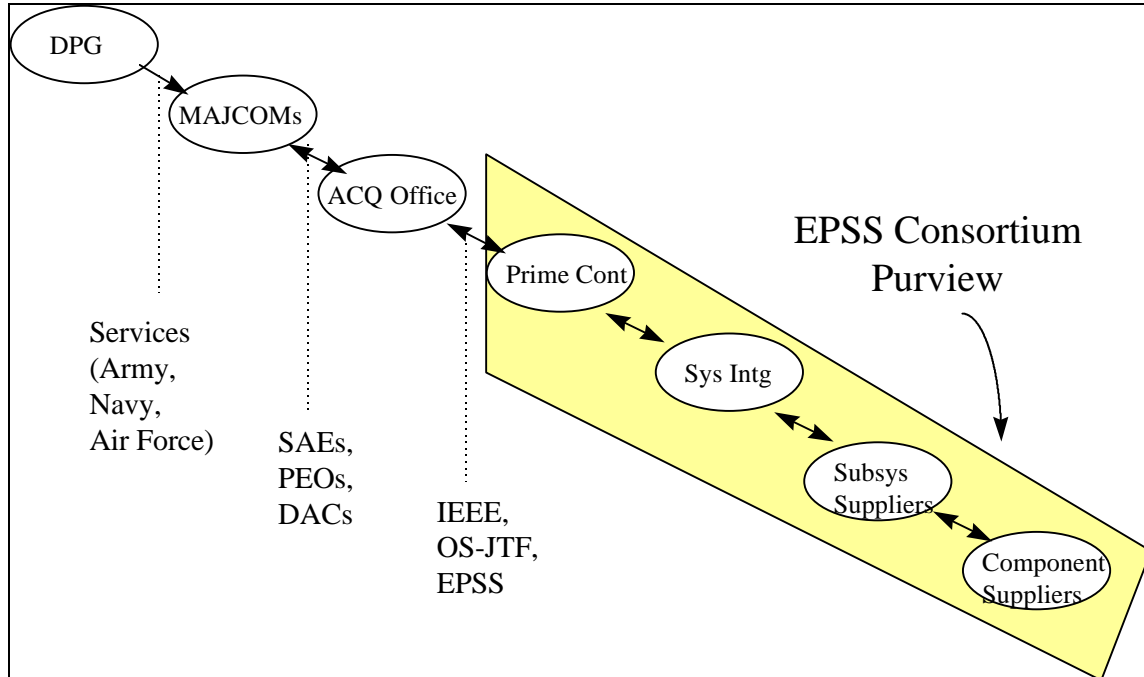 DPG
MAJCOMs
ACQ Office
Prime Cont
Sys Intg
Subsys
Suppliers
Component
Suppliers
EPSS Consortium
Purview
Services
(Army,
Navy,
Air Force)
SAEs,
PEOs,
DACs
IEEE,
OS-JTF,
EPSS